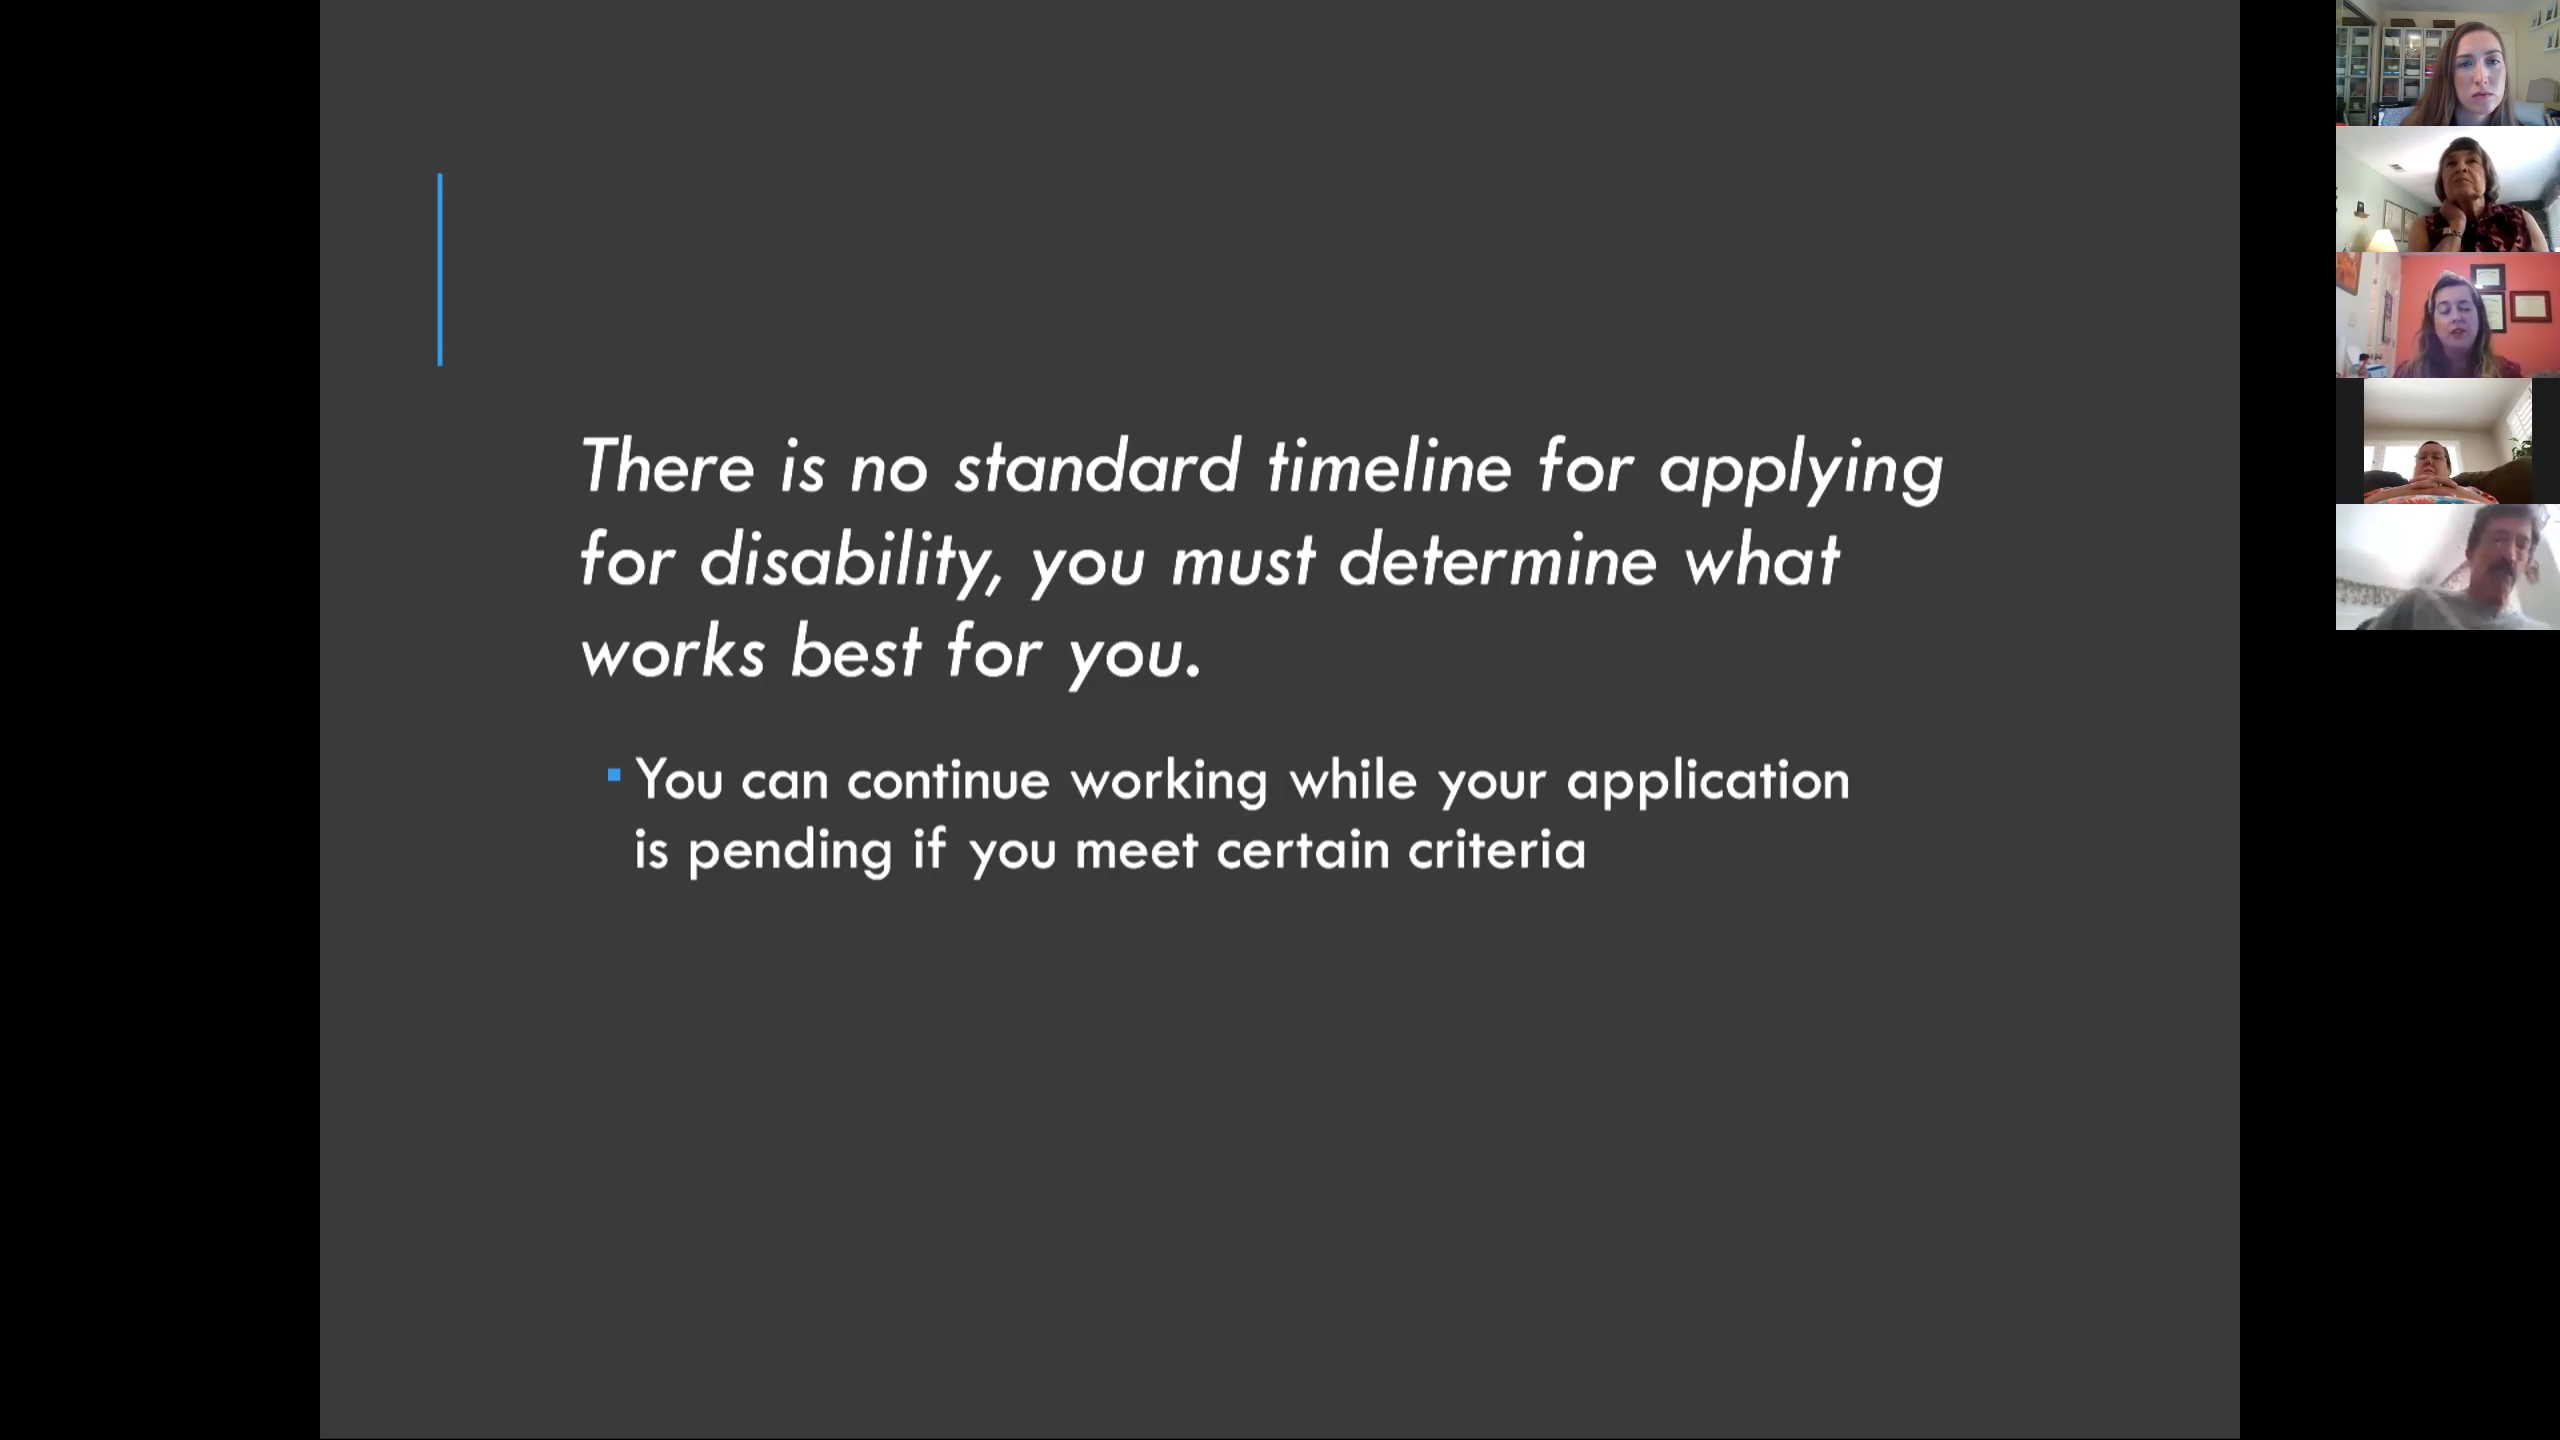 There is no standard timeline for applying
for disability, you must determine what
works best for you.
You can continue working while your application
is pending if you meet certain criteria